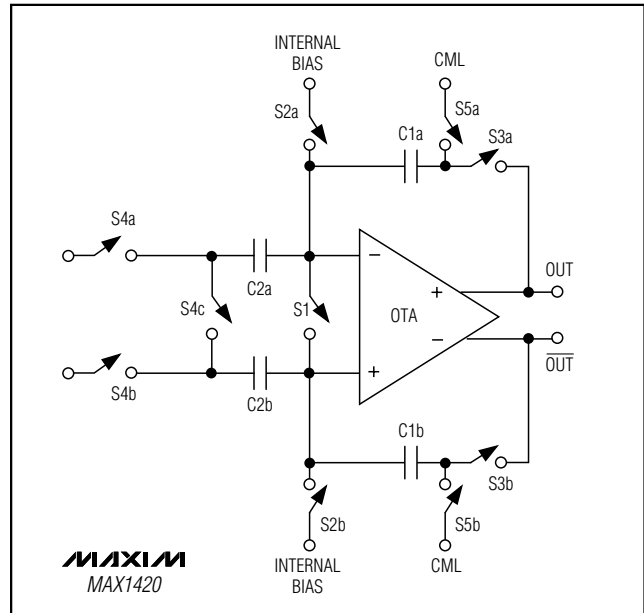 INTERNAL
BIAS
CML
S2a
S5a
C1a
S3a
S4a
C2a
OUT
S4c
S1
OTA
OUT
S4b
C2b
C1b
S3b
S2b
S5b
MAXIM
MAX1420
INTERNAL
BIAS
CML
−
+
−
+